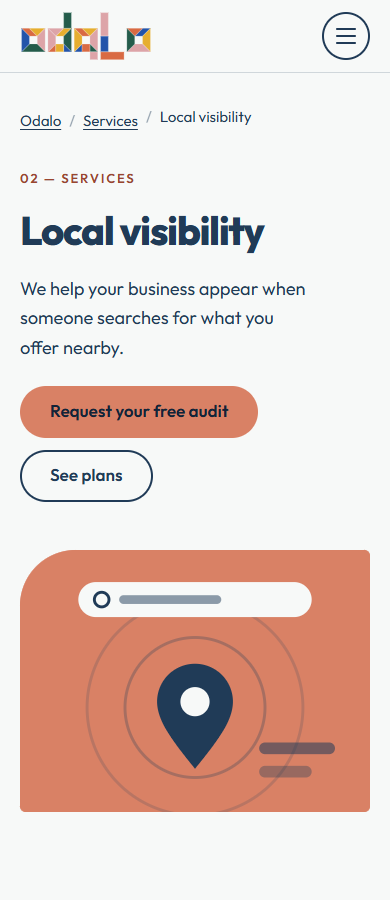 odalo
Odalo / Services / Local visibility
02 — SERVICES
Local visibility
We help your business appear when
someone searches for what you
offer nearby.
Request your free audit
See plans